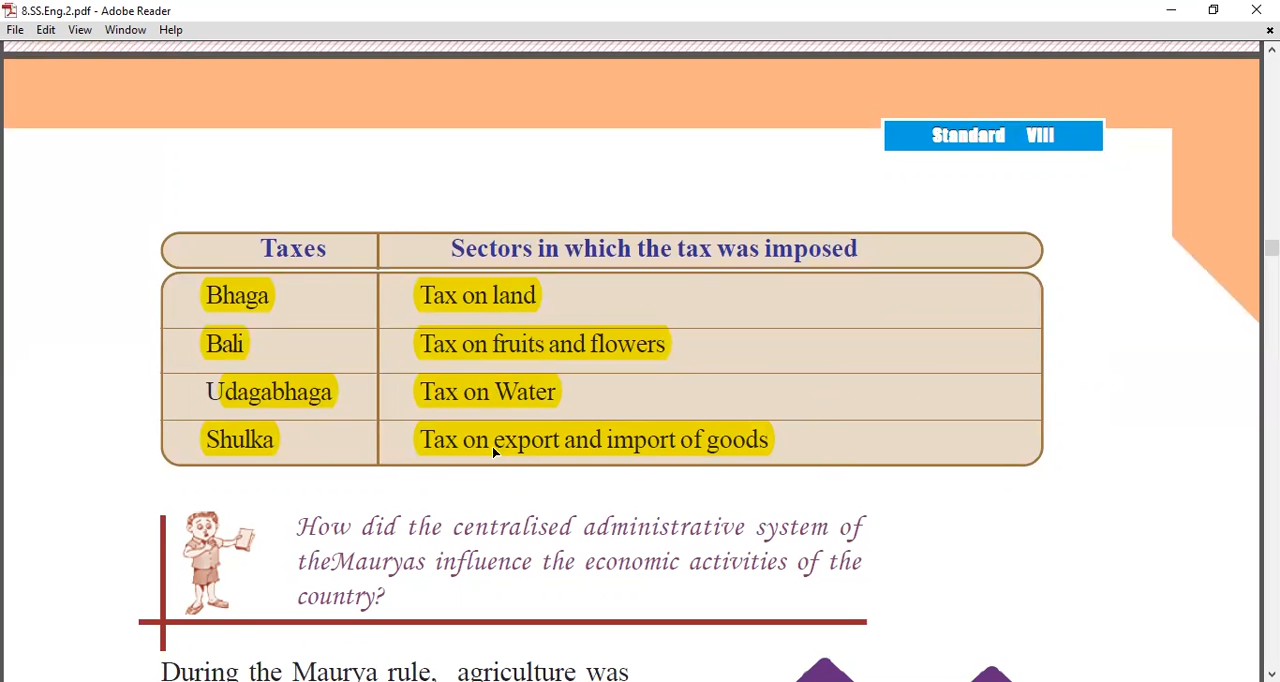 8.SS.Eng.2.pdf - Adobe Reader
File Edit View Window Help
Standard VIII
Taxes Sectors in which the tax was imposed
Bhaga Tax on land
Bali Tax on fruits and flowers
Udagabhaga Tax on Water
Shulka Tax on export and import of goods
How did the centralised administrative system of
theMauryas influence the economic activities of the
country?
During the Maurya rule, agriculture was